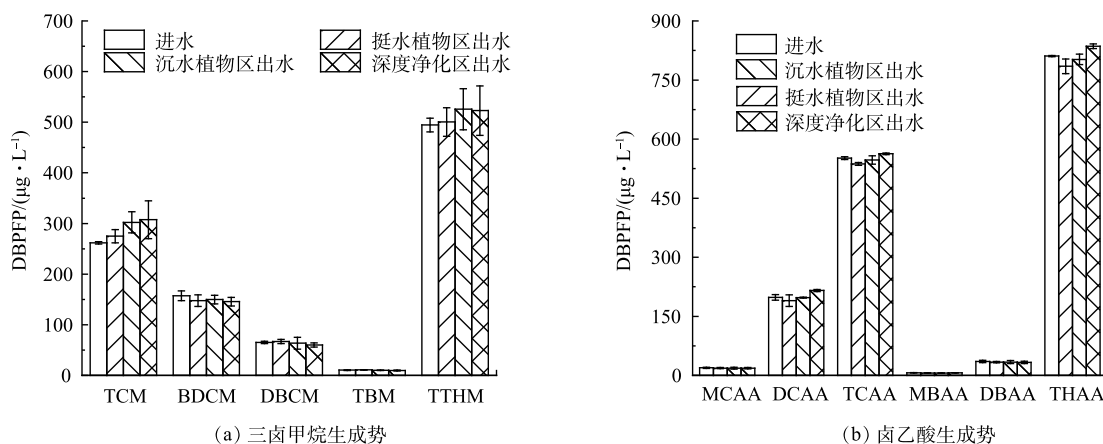 DBPFP/(μg·L⁻¹)
700
600
500
400
300
200
100
0
进水
挺水植物区出水
沉水植物区出水
深度净化区出水
TCM BDCM DBCM TBM TTHM
(a) 三卤甲烷生成势
DBPFP/(μg·L⁻¹)
900
750
600
450
300
150
0
进水
沉水植物区出水
挺水植物区出水
深度净化区出水
MCAA DCAA TCAA MBAA DBAA THAA
(b) 卤乙酸生成势